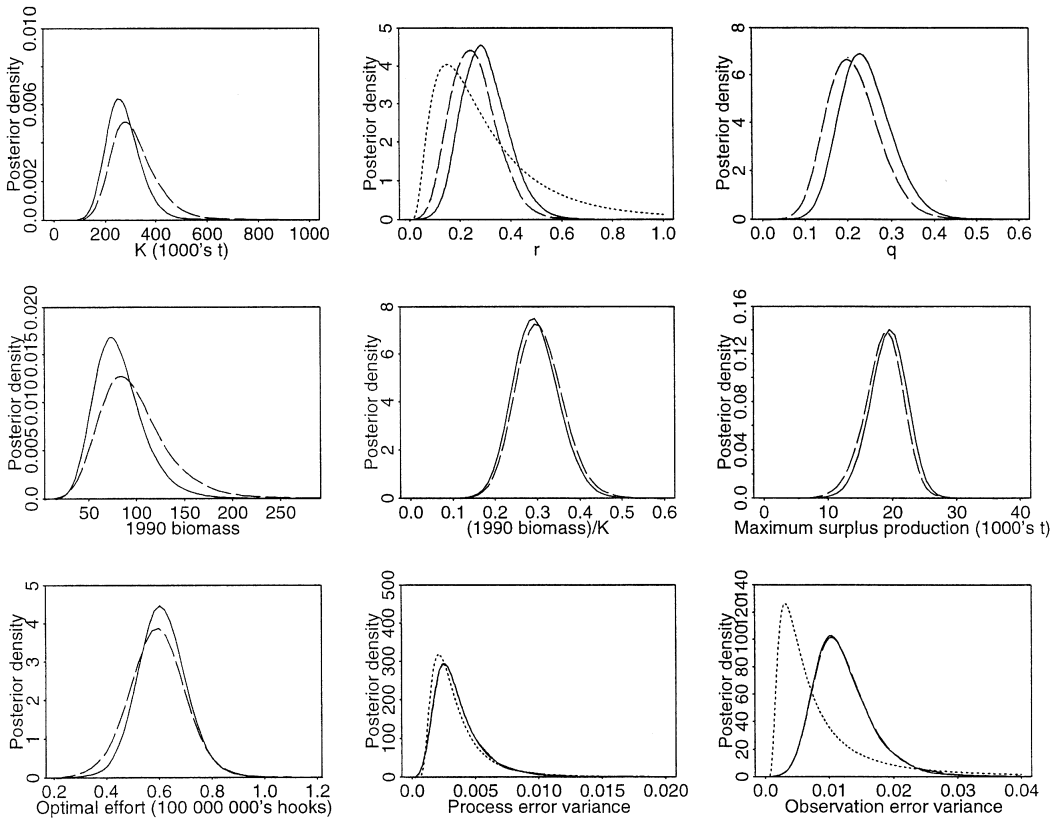 Posterior density
0.0 0.002 0.006 0.010
0 200 400 600 800 1000
K (1000's t)
Posterior density
0 1 2 3 4 5
0.0 0.2 0.4 0.6 0.8 1.0
r
Posterior density
0 2 4 6 8
0.0 0.1 0.2 0.3 0.4 0.5 0.6
q
Posterior density
0.0 0.005 0.010 0.015 0.020
50 100 150 200 250
1990 biomass
Posterior density
0 2 4 6 8
0.0 0.1 0.2 0.3 0.4 0.5 0.6
(1990 biomass)/K
Posterior density
0.0 0.04 0.08 0.12 0.16
0 10 20 30 40
Maximum surplus production (1000's t)
Posterior density
0 1 2 3 4 5
0.2 0.4 0.6 0.8 1.0 1.2
Optimal effort (100 000 000's hooks)
Posterior density
0 100 200 300 400 500
0.0 0.005 0.010 0.015 0.020
Process error variance
Posterior density
0 20 40 60 80 100 120 140
0.0 0.01 0.02 0.03 0.04
Observation error variance